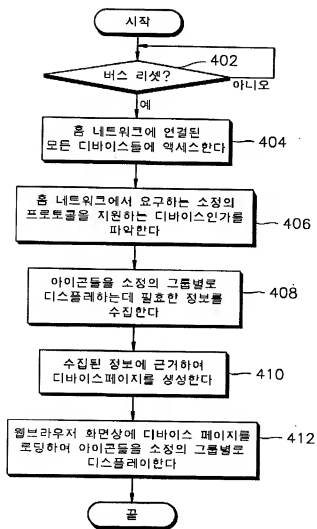 시작
402
버스 리셋?
아니오
예
홈 네트워크에 연결된
모든 디바이스들에 액세스한다
404
홈 네트워크에서 요구하는 소정의
프로토콜을 지원하는 디바이스인가를
파악한다
406
아이콘들을 소정의 그룹별로
디스플레하는데 필요한 정보를
수집한다
408
수집된 정보에 근거하여
디바이스페이지를 생성한다
410
웹브라우저 화면상에 디바이스 페이지를
로딩하여 아이콘들을 소정의 그룹별로
디스플레이한다
412
끝